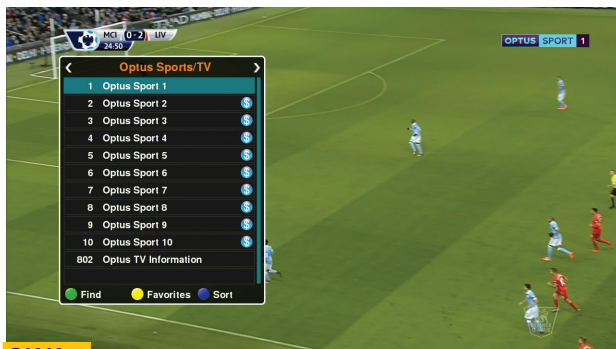 MCI 0-2 LIV
24:50
OPTUS SPORT 1
Optus Sports/TV
1 Optus Sport 1
2 Optus Sport 2
3 Optus Sport 3
4 Optus Sport 4
5 Optus Sport 5
6 Optus Sport 6
7 Optus Sport 7
8 Optus Sport 8
9 Optus Sport 9
10 Optus Sport 10
802 Optus TV Information
Find Favorites Sort